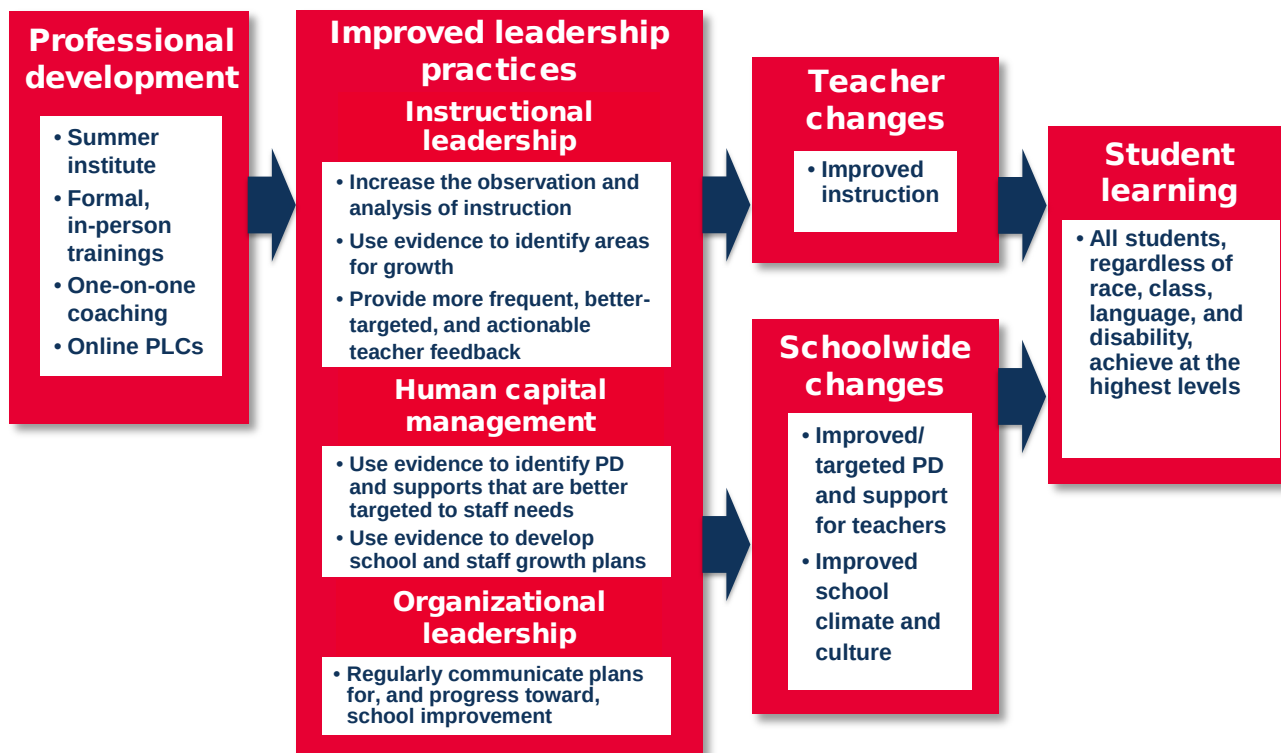 Professional
development
• Summer
institute
• Formal,
in-person
trainings
• One-on-one
coaching
• Online PLCs
Improved leadership
practices
Instructional
leadership
• Increase the observation and
analysis of instruction
• Use evidence to identify areas
for growth
• Provide more frequent, better-
targeted, and actionable
teacher feedback
Human capital
management
• Use evidence to identify PD
and supports that are better
targeted to staff needs
• Use evidence to develop
school and staff growth plans
Organizational
leadership
• Regularly communicate plans
for, and progress toward,
school improvement
Teacher
changes
• Improved
instruction
Schoolwide
changes
• Improved/
targeted PD
and support
for teachers
• Improved
school
climate and
culture
Student
learning
• All students,
regardless of
race, class,
language, and
disability,
achieve at the
highest levels